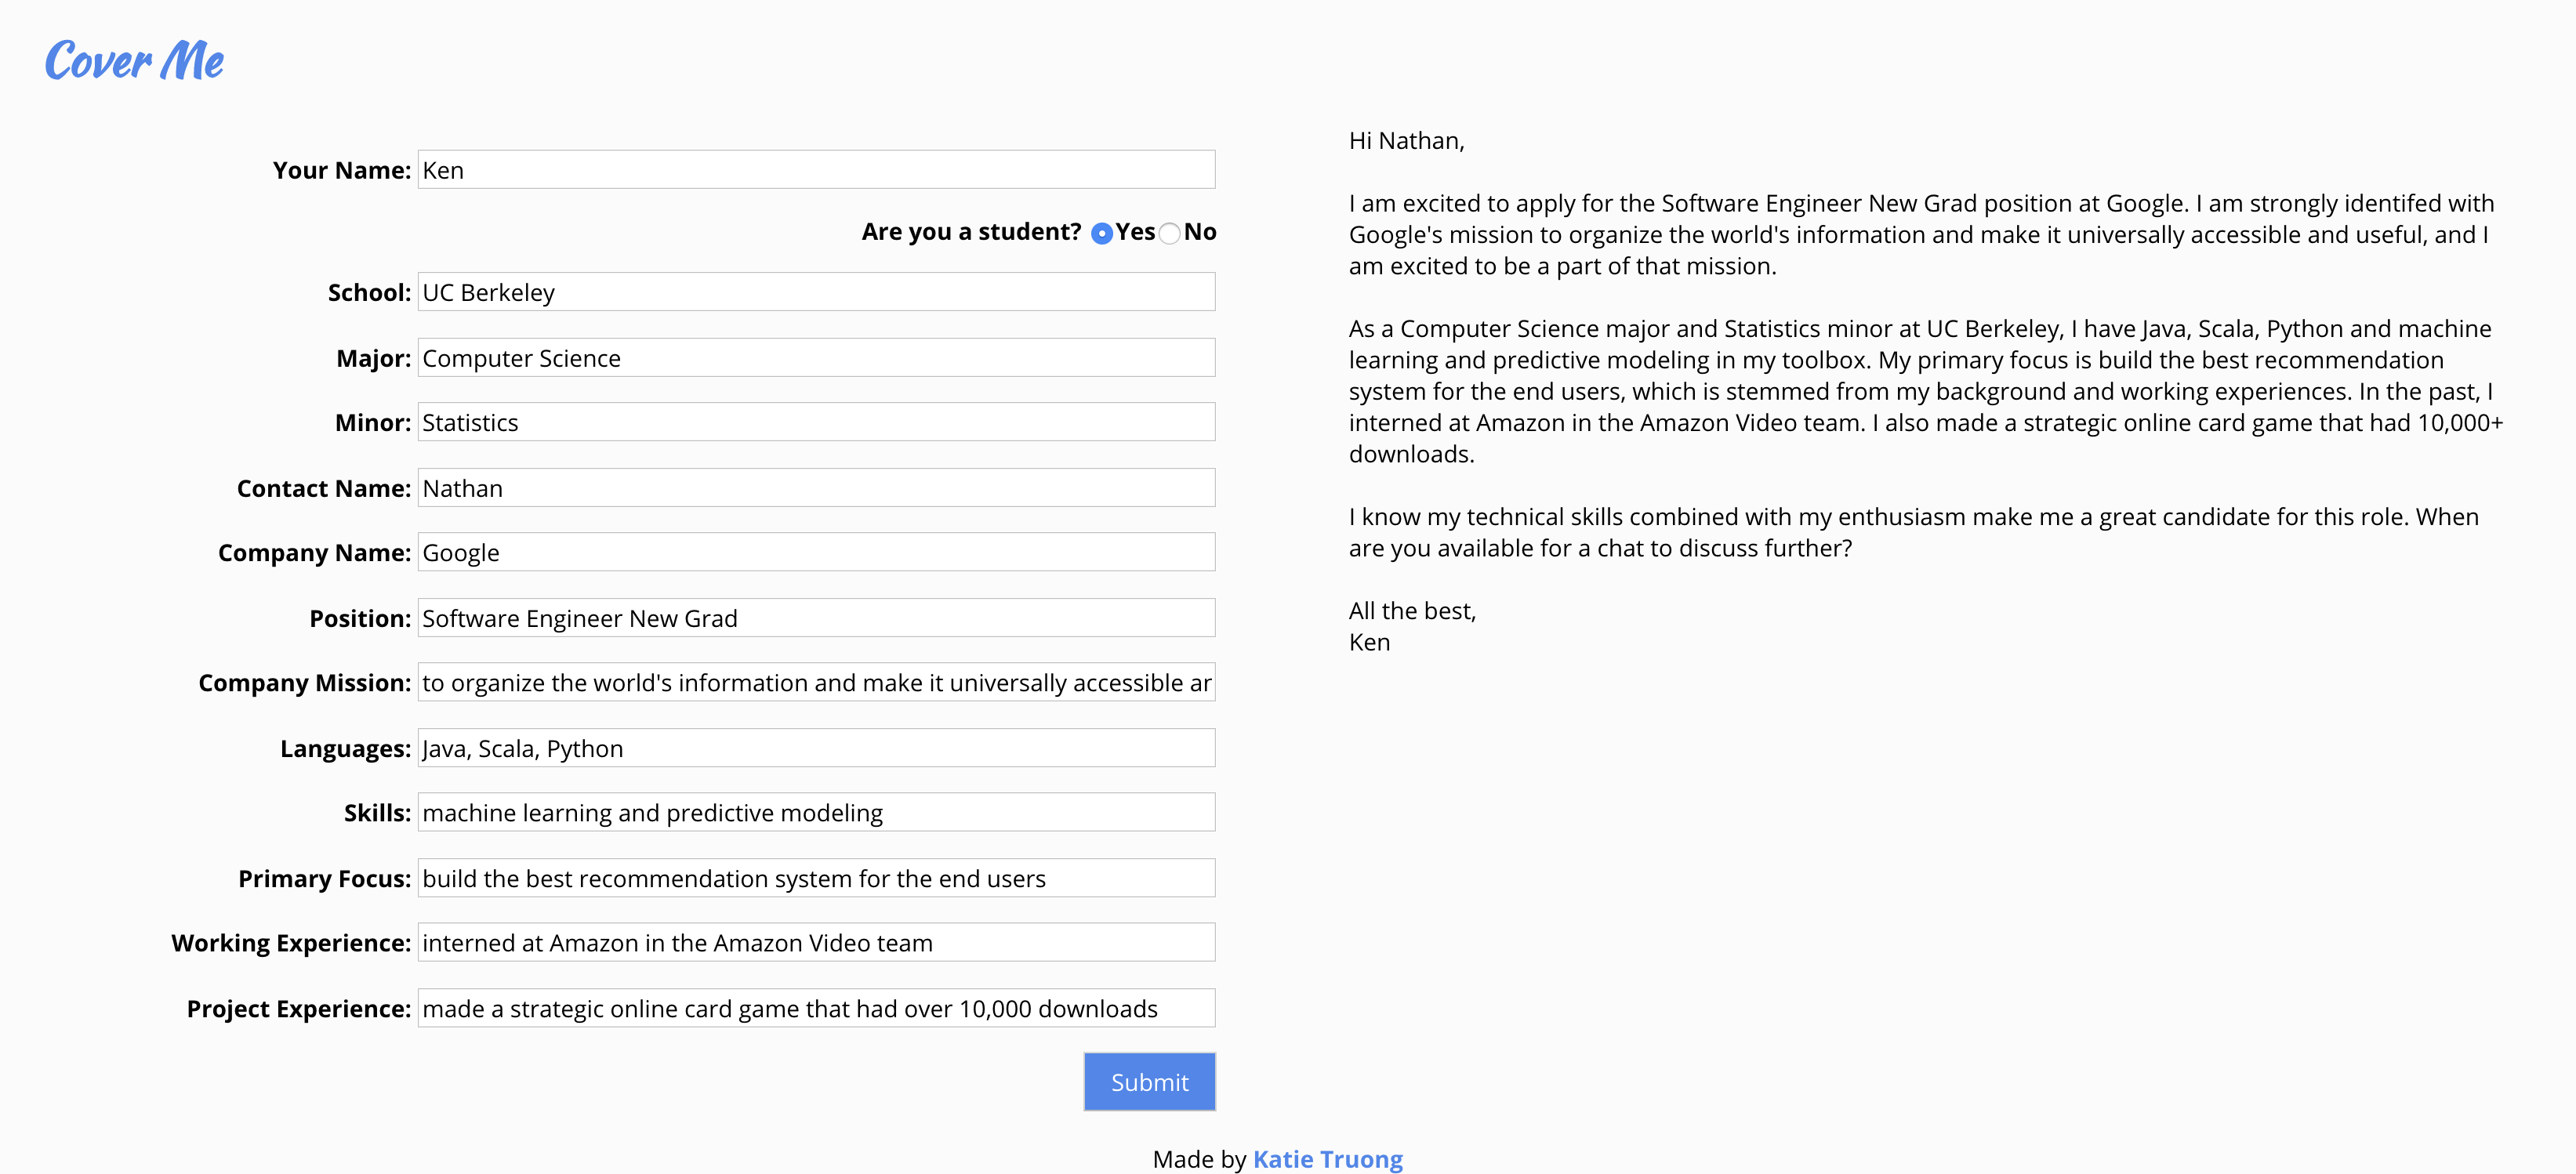 Cover Me
Your Name: Ken
Are you a student? Yes No
School: UC Berkeley
Major: Computer Science
Minor: Statistics
Contact Name: Nathan
Company Name: Google
Position: Software Engineer New Grad
Company Mission: to organize the world's information and make it universally accessible ar
Languages: Java, Scala, Python
Skills: machine learning and predictive modeling
Primary Focus: build the best recommendation system for the end users
Working Experience: interned at Amazon in the Amazon Video team
Project Experience: made a strategic online card game that had over 10,000 downloads
Submit
Hi Nathan,
I am excited to apply for the Software Engineer New Grad position at Google. I am strongly identifed with
Google's mission to organize the world's information and make it universally accessible and useful, and I
am excited to be a part of that mission.
As a Computer Science major and Statistics minor at UC Berkeley, I have Java, Scala, Python and machine
learning and predictive modeling in my toolbox. My primary focus is build the best recommendation
system for the end users, which is stemmed from my background and working experiences. In the past, I
interned at Amazon in the Amazon Video team. I also made a strategic online card game that had 10,000+
downloads.
I know my technical skills combined with my enthusiasm make me a great candidate for this role. When
are you available for a chat to discuss further?
All the best,
Ken
Made by Katie Truong